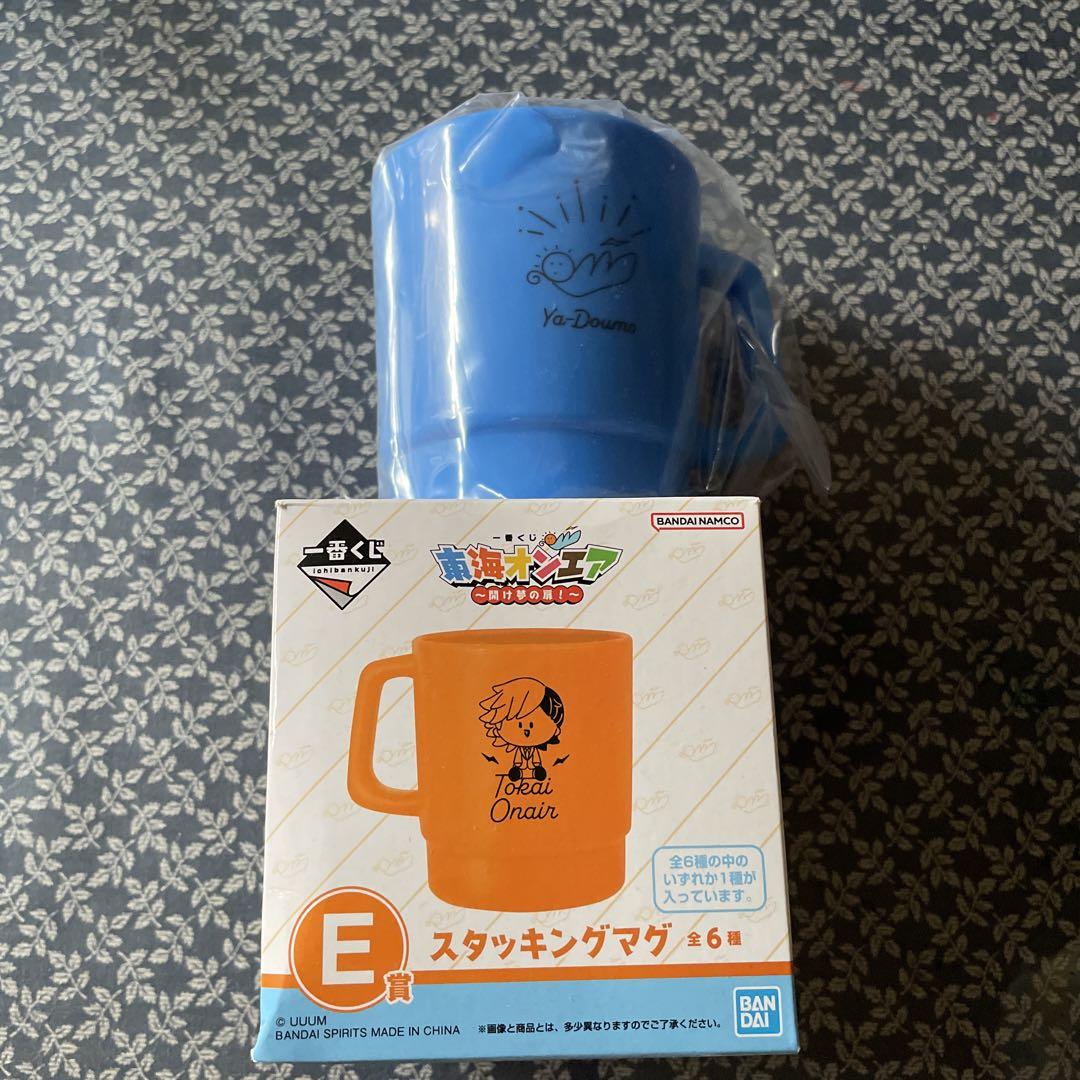 Ya-Doumo
一番くじ
ichibankuji
一番くじ
東海オンエア
～開け夢の扉！～
BANDAI NAMCO
Tokai
Onair
全6種の中の
いずれか1種が
入っています。
E賞
スタッキングマグ 全6種
© UUUM
BANDAI SPIRITS MADE IN CHINA
※画像と商品とは、多少異なりますのでご了承ください。
BAN
DAI